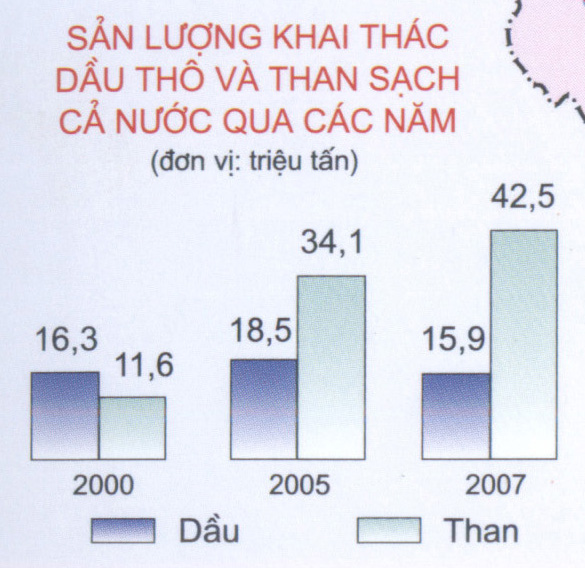 SẢN LƯỢNG KHAI THÁC
DẦU THÔ VÀ THAN SẠCH
CẢ NƯỚC QUA CÁC NĂM
(đơn vị: triệu tấn)
16,3
11,6
18,5
34,1
15,9
42,5
2000
2005
2007
Dầu
Than